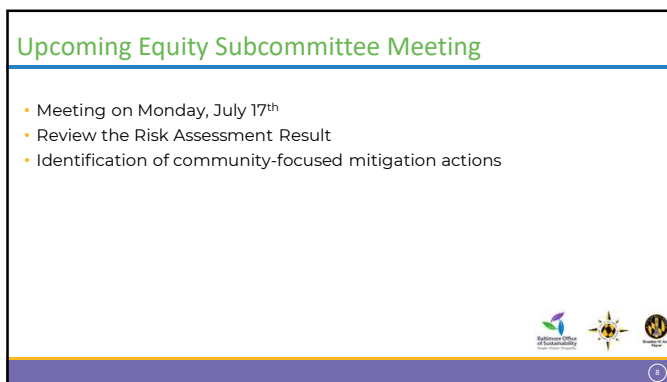 Upcoming Equity Subcommittee Meeting
• Meeting on Monday, July 17th
• Review the Risk Assessment Result
• Identification of community-focused mitigation actions
Baltimore Office
of Sustainability
8